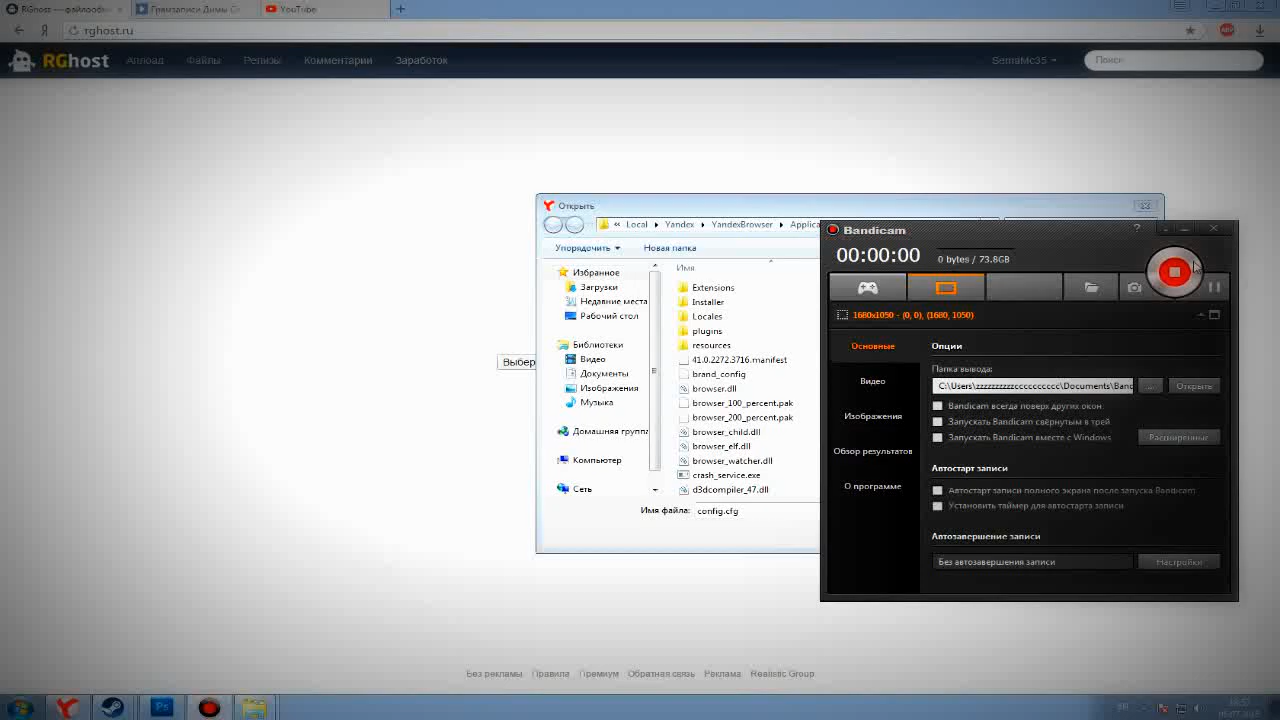 RGhost — файлообм
Грязаписи Димы С
YouTube
rghost.ru
ABP
RGhost Аплоад Файлы Релизы Комментарии Заработок SemaMc35 Поиск
Открыть
« Local Yandex YandexBrowser Applica
Упорядочить Новая папка
Избранное
Загрузки
Недавние места
Рабочий стол
Библиотеки
Видео
Документы
Изображения
Музыка
Домашняя группа
Компьютер
Сеть
Имя
Extensions
Installer
Locales
plugins
resources
41.0.2272.3716.manifest
brand_config
browser.dll
browser_100_percent.pak
browser_200_percent.pak
browser_child.dll
browser_elf.dll
browser_watcher.dll
crash_service.exe
d3dcompiler_47.dll
Имя файла: config.cfg
Выбер
Bandicam ?
00:00:00 0 bytes / 73.8GB
1680x1050 - (0, 0), (1680, 1050)
Основные
Видео
Изображения
Обзор результатов
О программе
Опции
Папка вывода:
... Открыть
Bandicam всегда поверх других окон.
Запускать Bandicam свёрнутым в трей
Запускать Bandicam вместе с Windows Расширенные
Автостарт записи
Автостарт записи полного экрана после запуска Bandicam
Установить таймер для автостарта записи
Автозавершение записи
Без автозавершения записи Настройки
Без рекламы Правила Премиум Обратная связь Реклама Realistic Group
Ps